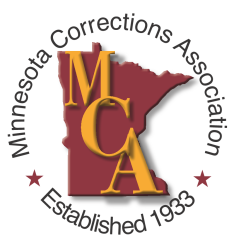 Minnesota Corrections Association
MCA
Established 1933